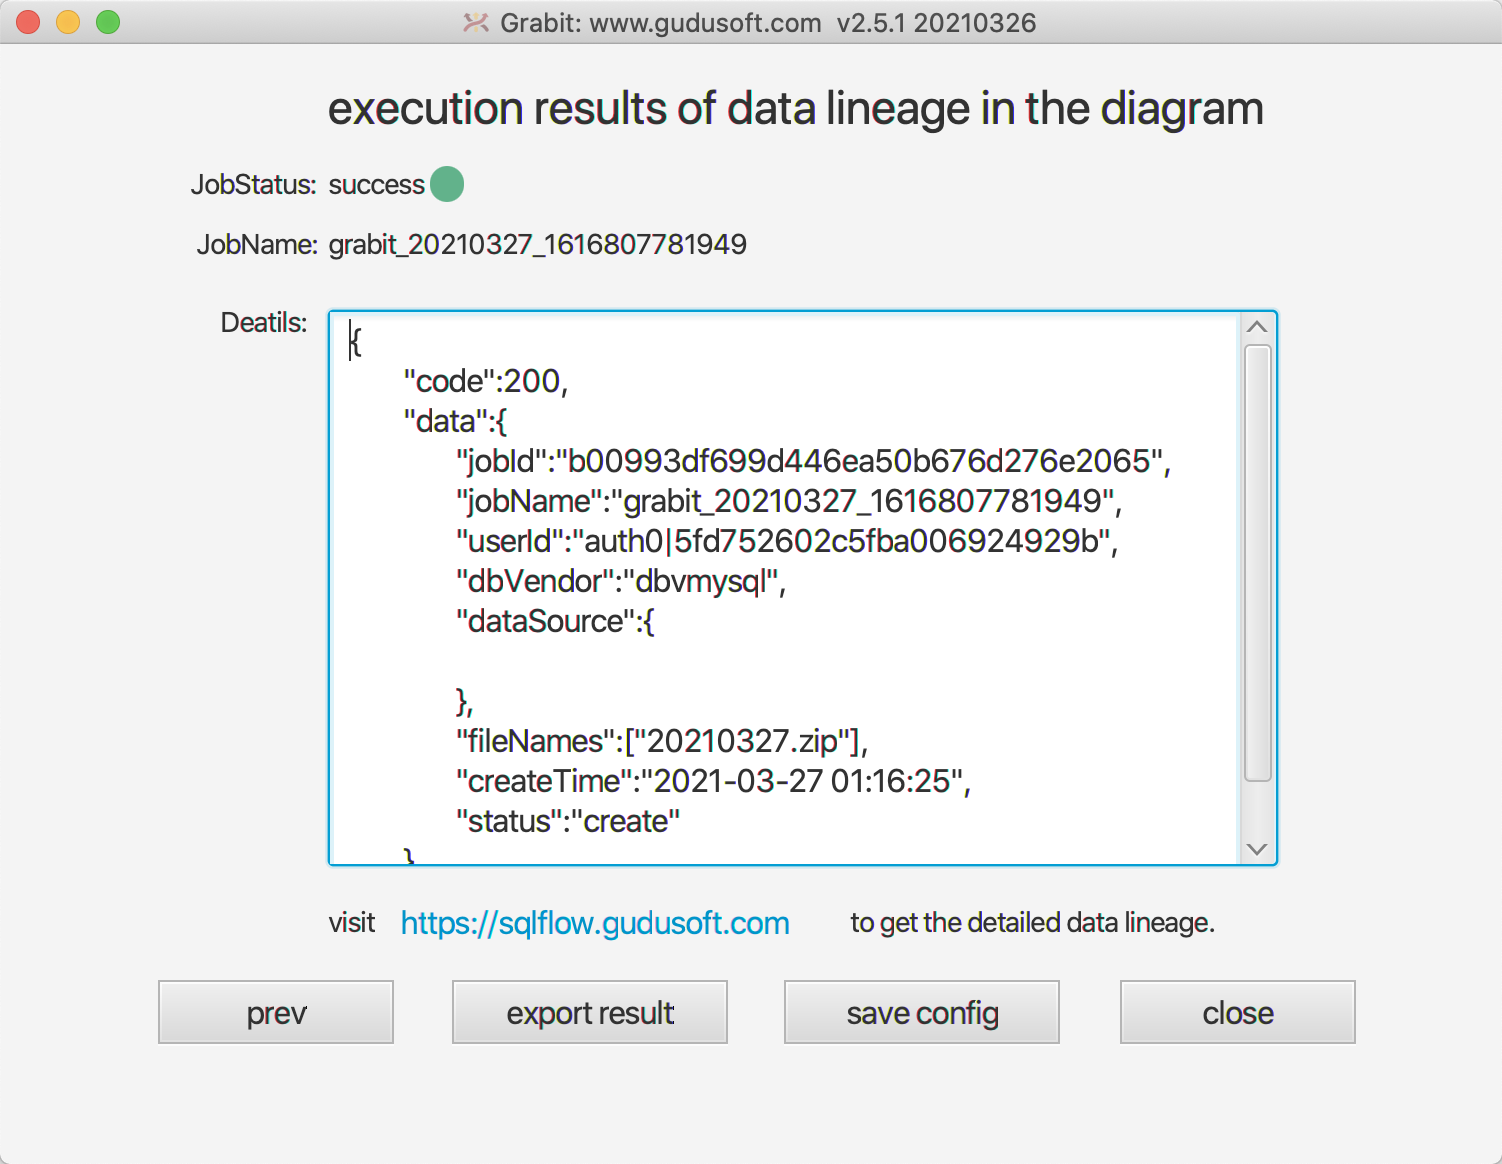 Grabit: www.gudusoft.com  v2.5.1 20210326
execution results of data lineage in the diagram
JobStatus: success
JobName: grabit_20210327_1616807781949
Deatils:
{
"code":200,
"data":{
"jobId":"b00993df699d446ea50b676d276e2065",
"jobName":"grabit_20210327_1616807781949",
"userId":"auth0|5fd752602c5fba006924929b",
"dbVendor":"dbvmysql",
"dataSource":{
},
"fileNames":["20210327.zip"],
"createTime":"2021-03-27 01:16:25",
"status":"create"
}
visit https://sqlflow.gudusoft.com to get the detailed data lineage.
prev export result save config close